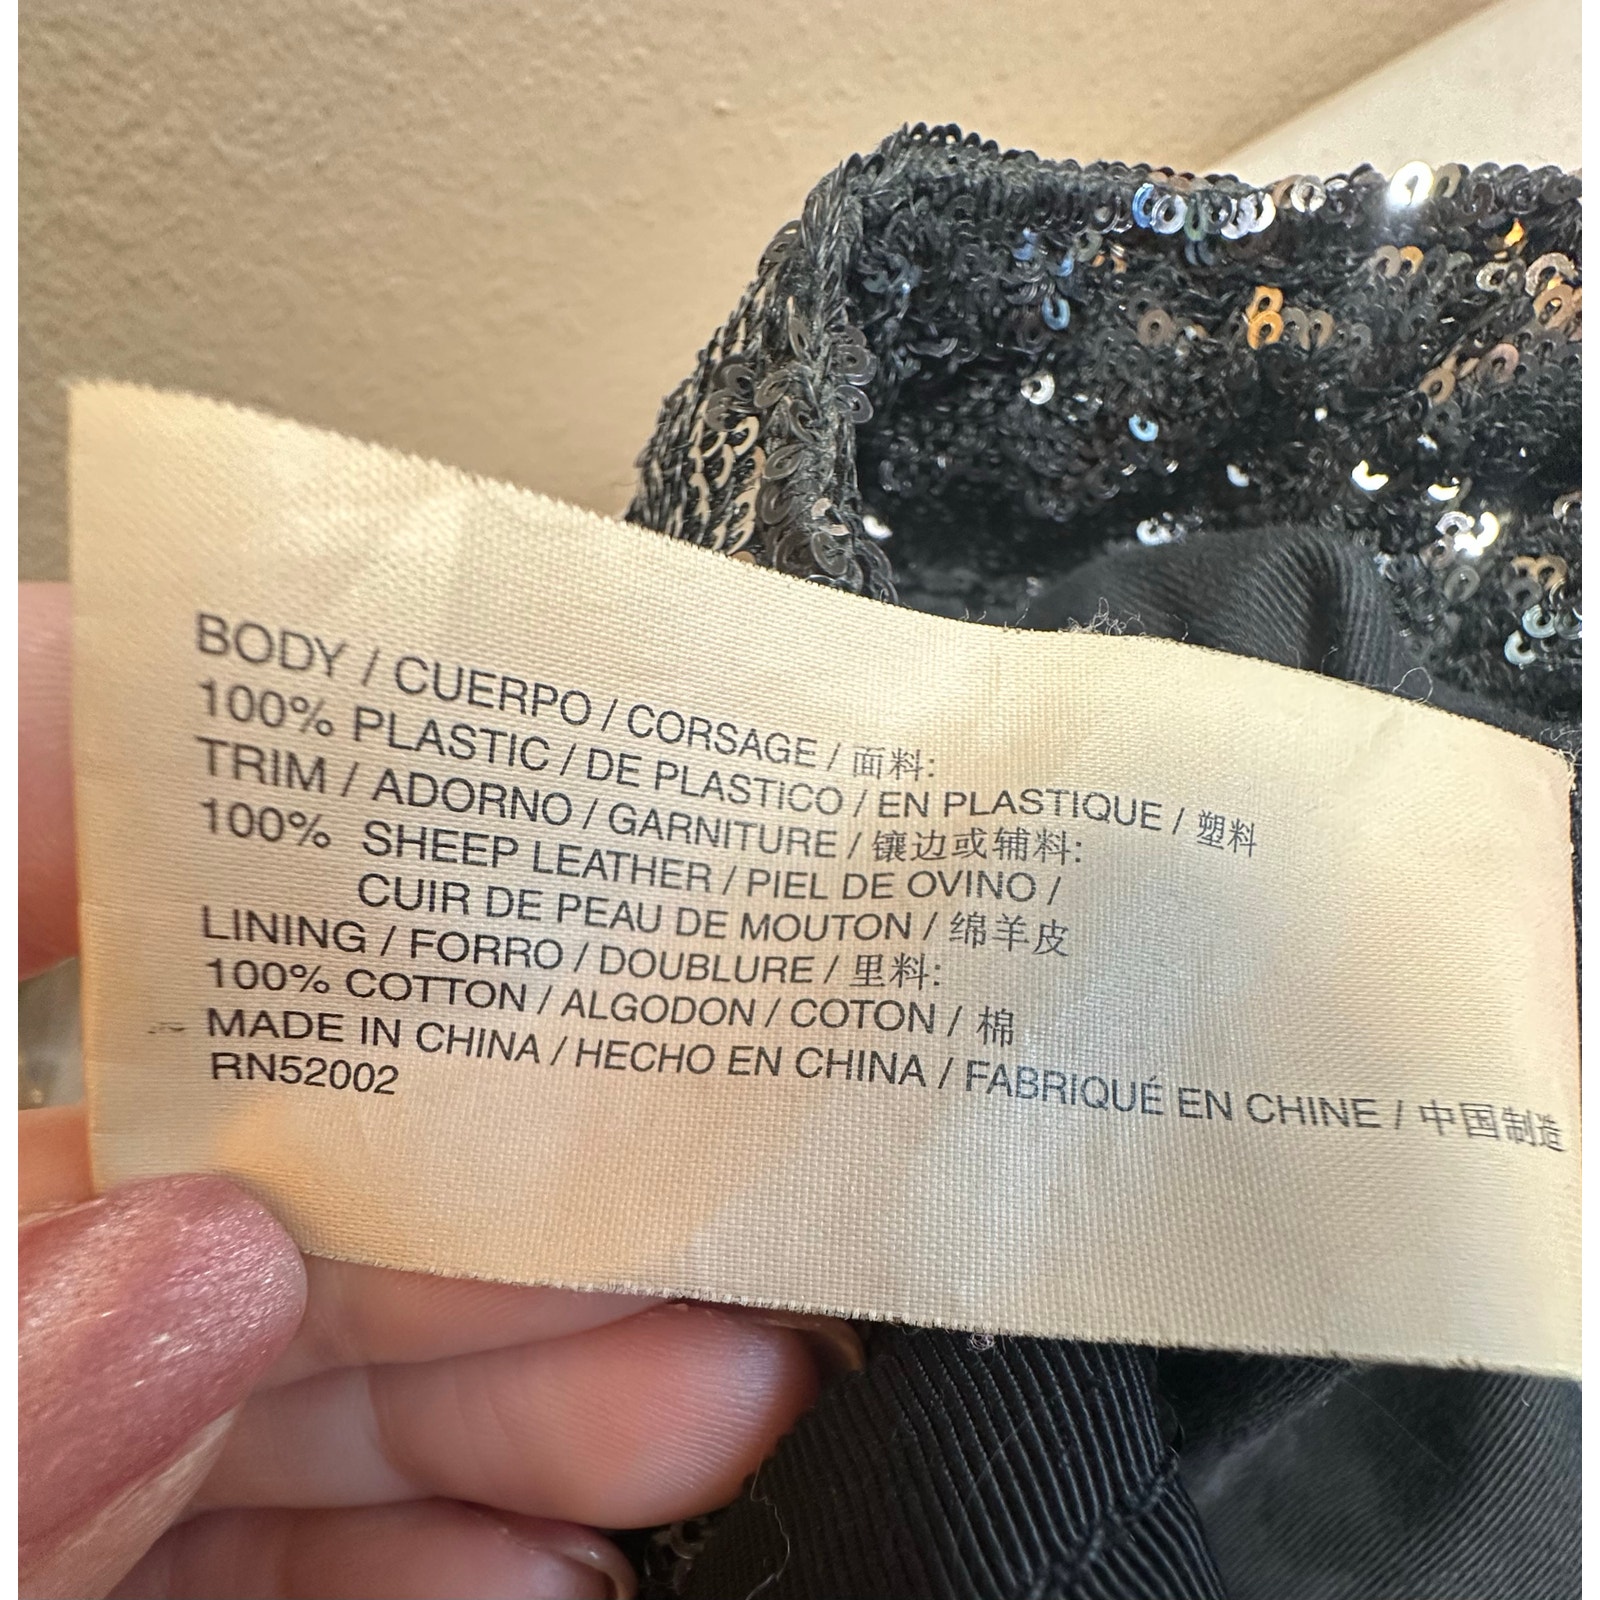 BODY / CUERPO / CORSAGE / 面料:
100% PLASTIC / DE PLASTICO / EN PLASTIQUE / 塑料
TRIM / ADORNO / GARNITURE / 镶边或辅料:
100% SHEEP LEATHER / PIEL DE OVINO /
CUIR DE PEAU DE MOUTON / 绵羊皮
LINING / FORRO / DOUBLURE / 里料:
100% COTTON / ALGODON / COTON / 棉
MADE IN CHINA / HECHO EN CHINA / FABRIQUÉ EN CHINE / 中国制造
RN52002